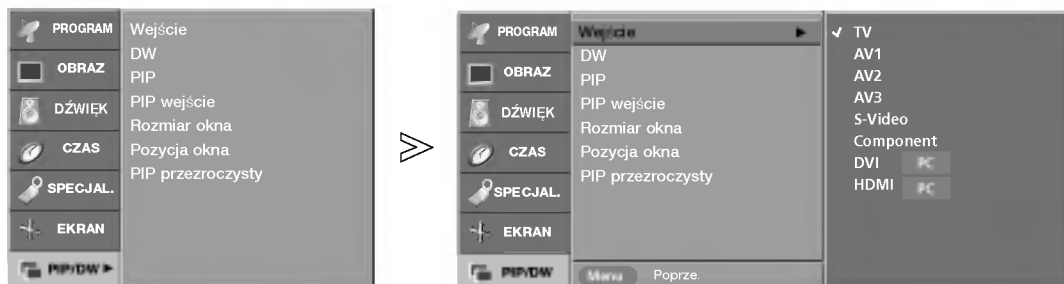 PROGRAM
OBRAZ
DŹWIĘK
CZAS
SPECJAL.
EKRAN
PIP/DW ►
Wejście
DW
PIP
PIP wejście
Rozmiar okna
Pozycja okna
PIP przezroczysty
PROGRAM
OBRAZ
DŹWIĘK
CZAS
SPECJAL.
EKRAN
PIP/DW
Wejście ►
DW
PIP
PIP wejście
Rozmiar okna
Pozycja okna
PIP przezroczysty
Menu Poprze.
✓ TV
AV1
AV2
AV3
S-Video
Component
DVI PC
HDMI PC